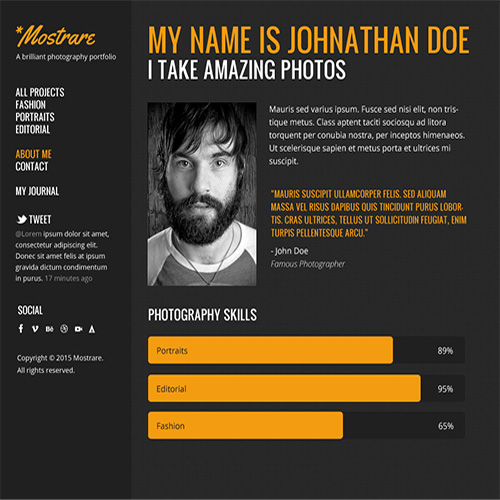 *Mostrare
A brilliant photography portfolio
ALL PROJECTS
FASHION
PORTRAITS
EDITORIAL
ABOUT ME
CONTACT
MY JOURNAL
TWEET
@Lorem ipsum dolor sit amet,
consectetur adipiscing elit.
Donec sit amet felis at ipsum
gravida dictum condimentum
in purus. 17 minutes ago
SOCIAL
f v Bē
Copyright © 2015 Mostrare.
All rights reserved.
MY NAME IS JOHNATHAN DOE
I TAKE AMAZING PHOTOS
Mauris sed varius ipsum. Fusce sed nisi elit, non tris-
tique metus. Class aptent taciti sociosqu ad litora
torquent per conubia nostra, per inceptos himenaeos.
Ut scelerisque sapien et metus porta et ultrices mi
suscipit.
"MAURIS SUSCIPIT ULLAMCORPER FELIS, SED ALIQUAM
MASSA VEL RISUS DAPIBUS QUIS TINCIDUNT PURUS LOBOR-
TIS. CRAS ULTRICES, TELLUS UT SOLLICITUDIN FEUGIAT, ENIM
TURPIS PELLENTESQUE ARCU."
- John Doe
Famous Photographer
PHOTOGRAPHY SKILLS
Portraits 89%
Editorial 95%
Fashion 65%